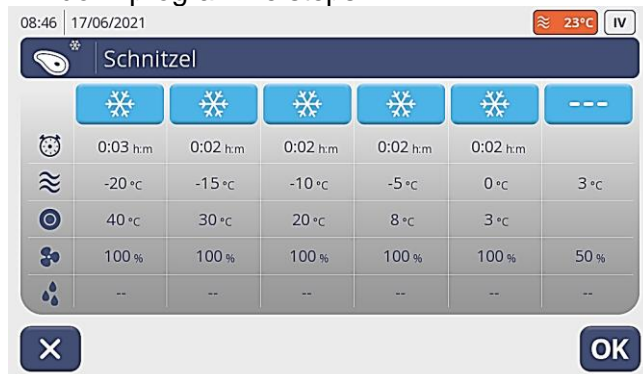 08:46 17/06/2021 23°C IV
Schnitzel
---
0:03 h:m 0:02 h:m 0:02 h:m 0:02 h:m 0:02 h:m
-20 °C -15 °C -10 °C -5 °C 0 °C 3 °C
40 °C 30 °C 20 °C 8 °C 3 °C
100 % 100 % 100 % 100 % 100 % 50 %
-- -- -- -- -- --
OK